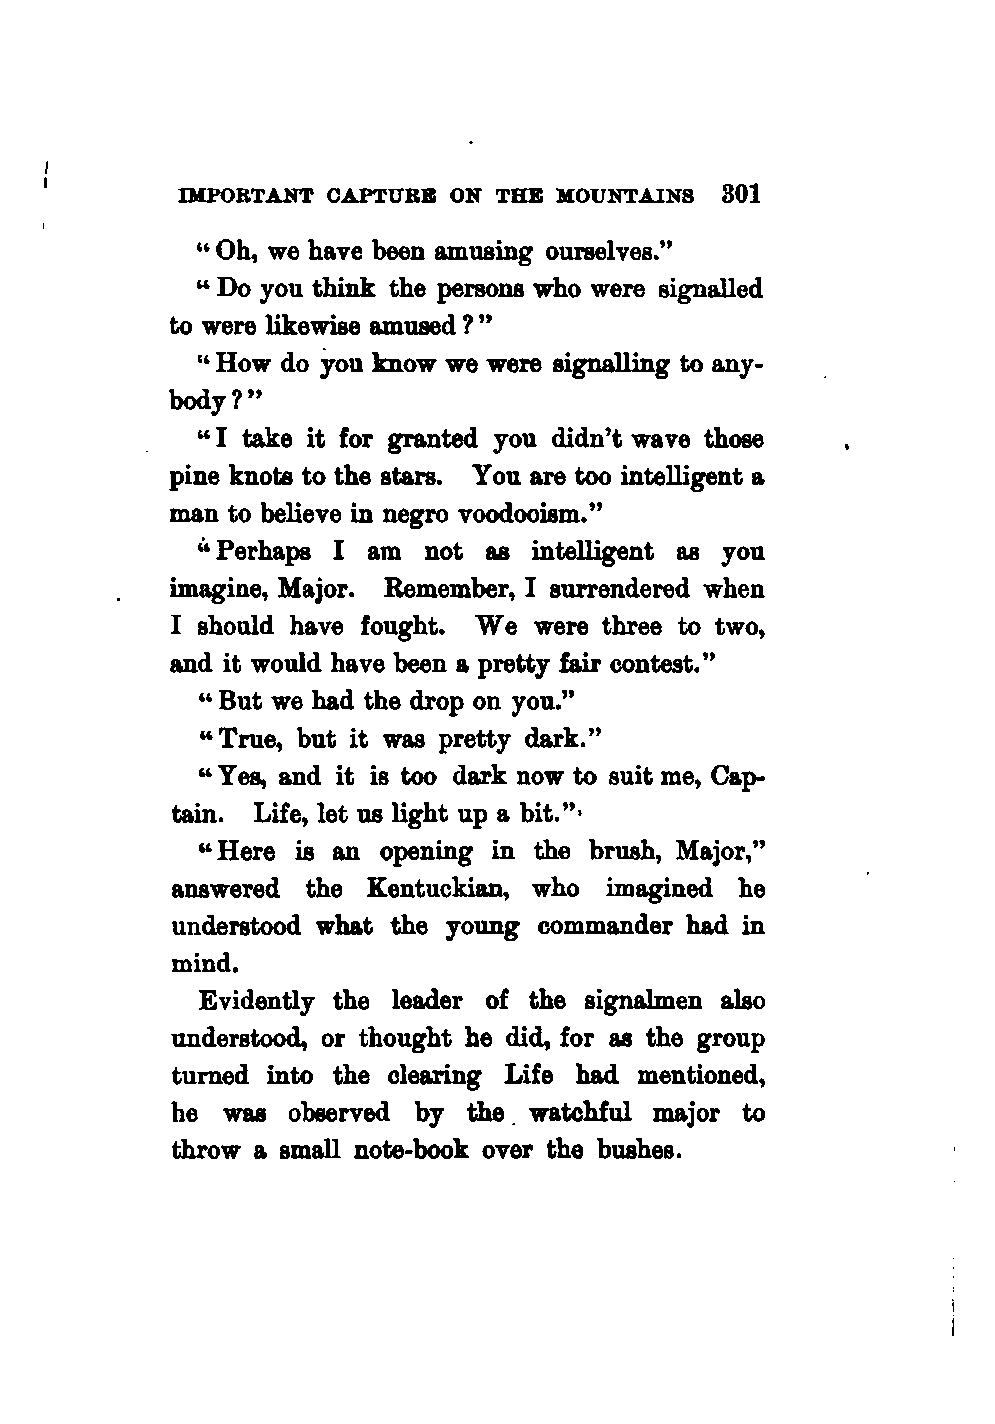 IMPORTANT CAPTURE ON THE MOUNTAINS 301
“Oh, we have been amusing ourselves.”
“Do you think the persons who were signalled
to were likewise amused?”
“How do you know we were signalling to any-
body?”
“I take it for granted you didn’t wave those
pine knots to the stars. You are too intelligent a
man to believe in negro voodooism.”
“Perhaps I am not as intelligent as you
imagine, Major. Remember, I surrendered when
I should have fought. We were three to two,
and it would have been a pretty fair contest.”
“But we had the drop on you.”
“True, but it was pretty dark.”
“Yes, and it is too dark now to suit me, Cap-
tain. Life, let us light up a bit.”
“Here is an opening in the brush, Major,”
answered the Kentuckian, who imagined he
understood what the young commander had in
mind.
Evidently the leader of the signalmen also
understood, or thought he did, for as the group
turned into the clearing Life had mentioned,
he was observed by the watchful major to
throw a small note-book over the bushes.